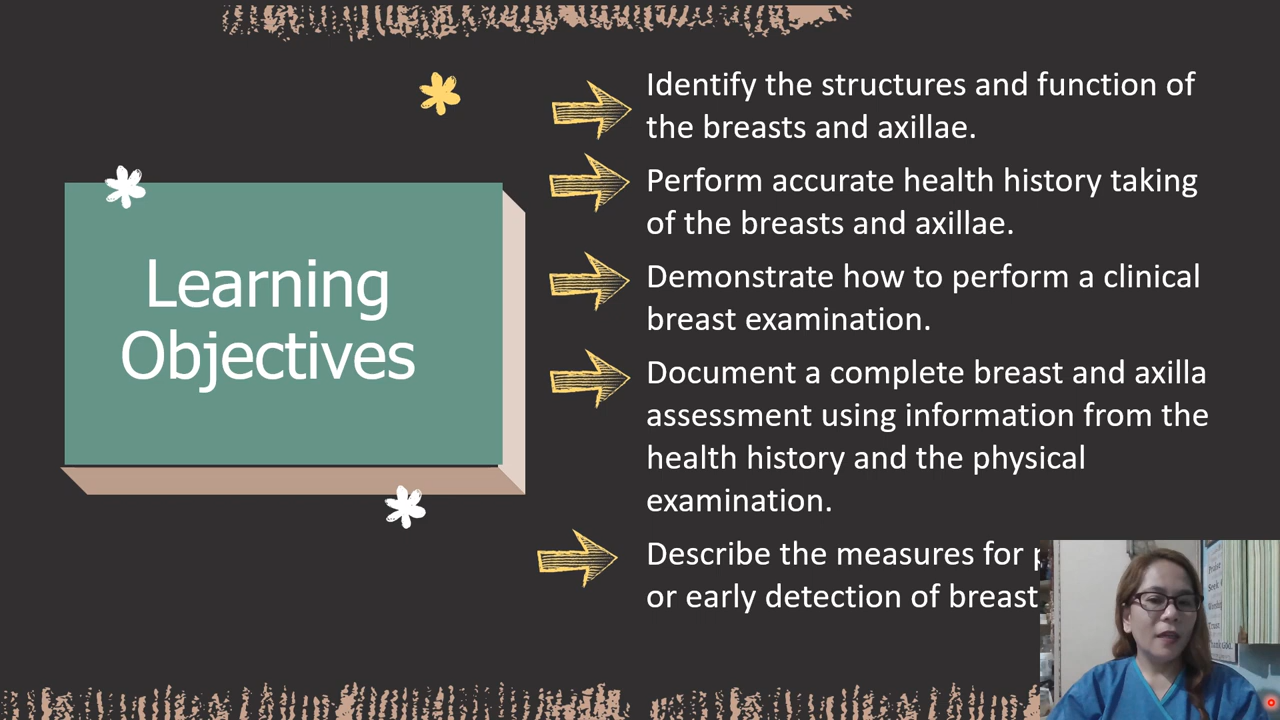 Learning
Objectives
Identify the structures and function of
the breasts and axillae.
Perform accurate health history taking
of the breasts and axillae.
Demonstrate how to perform a clinical
breast examination.
Document a complete breast and axilla
assessment using information from the
health history and the physical
examination.
Describe the measures for
or early detection of breast